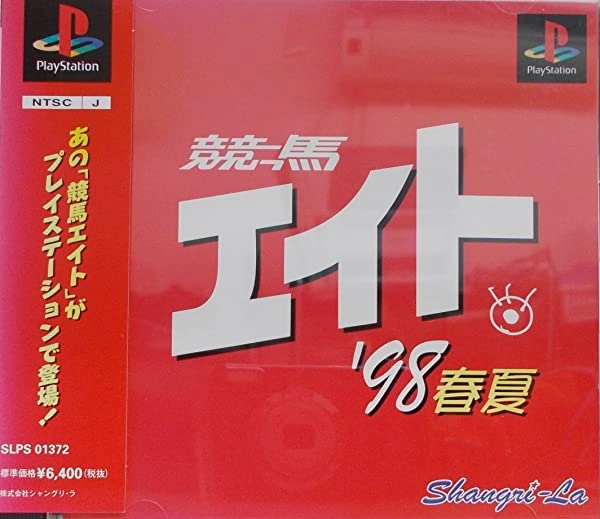 PlayStation
NTSC J
あの「競馬エイト」が
プレイステーションで登場!
SLPS 01372
標準価格¥6,400(税抜)
株式会社シャングリ・ラ
PlayStation
競馬
エイト
'98春夏
Shangri-La